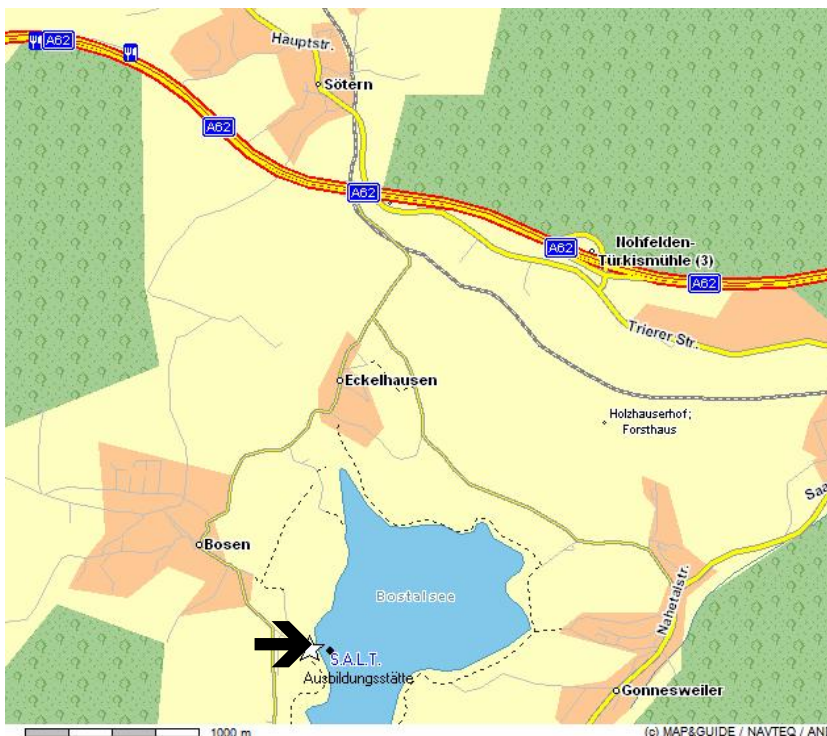 Hauptstr.
A62
Sötern
A62
A62
A62
Nohfelden-
Türkismühle (3)
A62
Trierer Str.
Eckelhausen
Holzhauserhof;
Forsthaus
Saa
Bosen
Bostalsee
Nahetalstr.
S.A.L.T.
Ausbildungsstätte
Gonnesweiler
1000 m
(c) MAP&GUIDE / NAVTEQ / AN